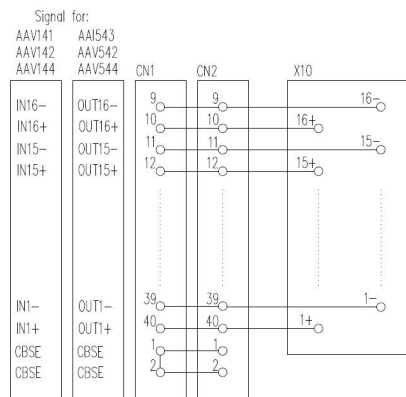 Signal for:
AAV141 AAI543
AAV142 AAV542
AAV144 AAV544 CN1 CN2 X10
IN16- OUT16- 9 9 16-
IN16+ OUT16+ 10 10 16+
IN15- OUT15- 11 11 15-
IN15+ OUT15+ 12 12 15+
IN1- OUT1- 39 39 1-
IN1+ OUT1+ 40 40 1+
CBSE CBSE 1 1
CBSE CBSE 2 2